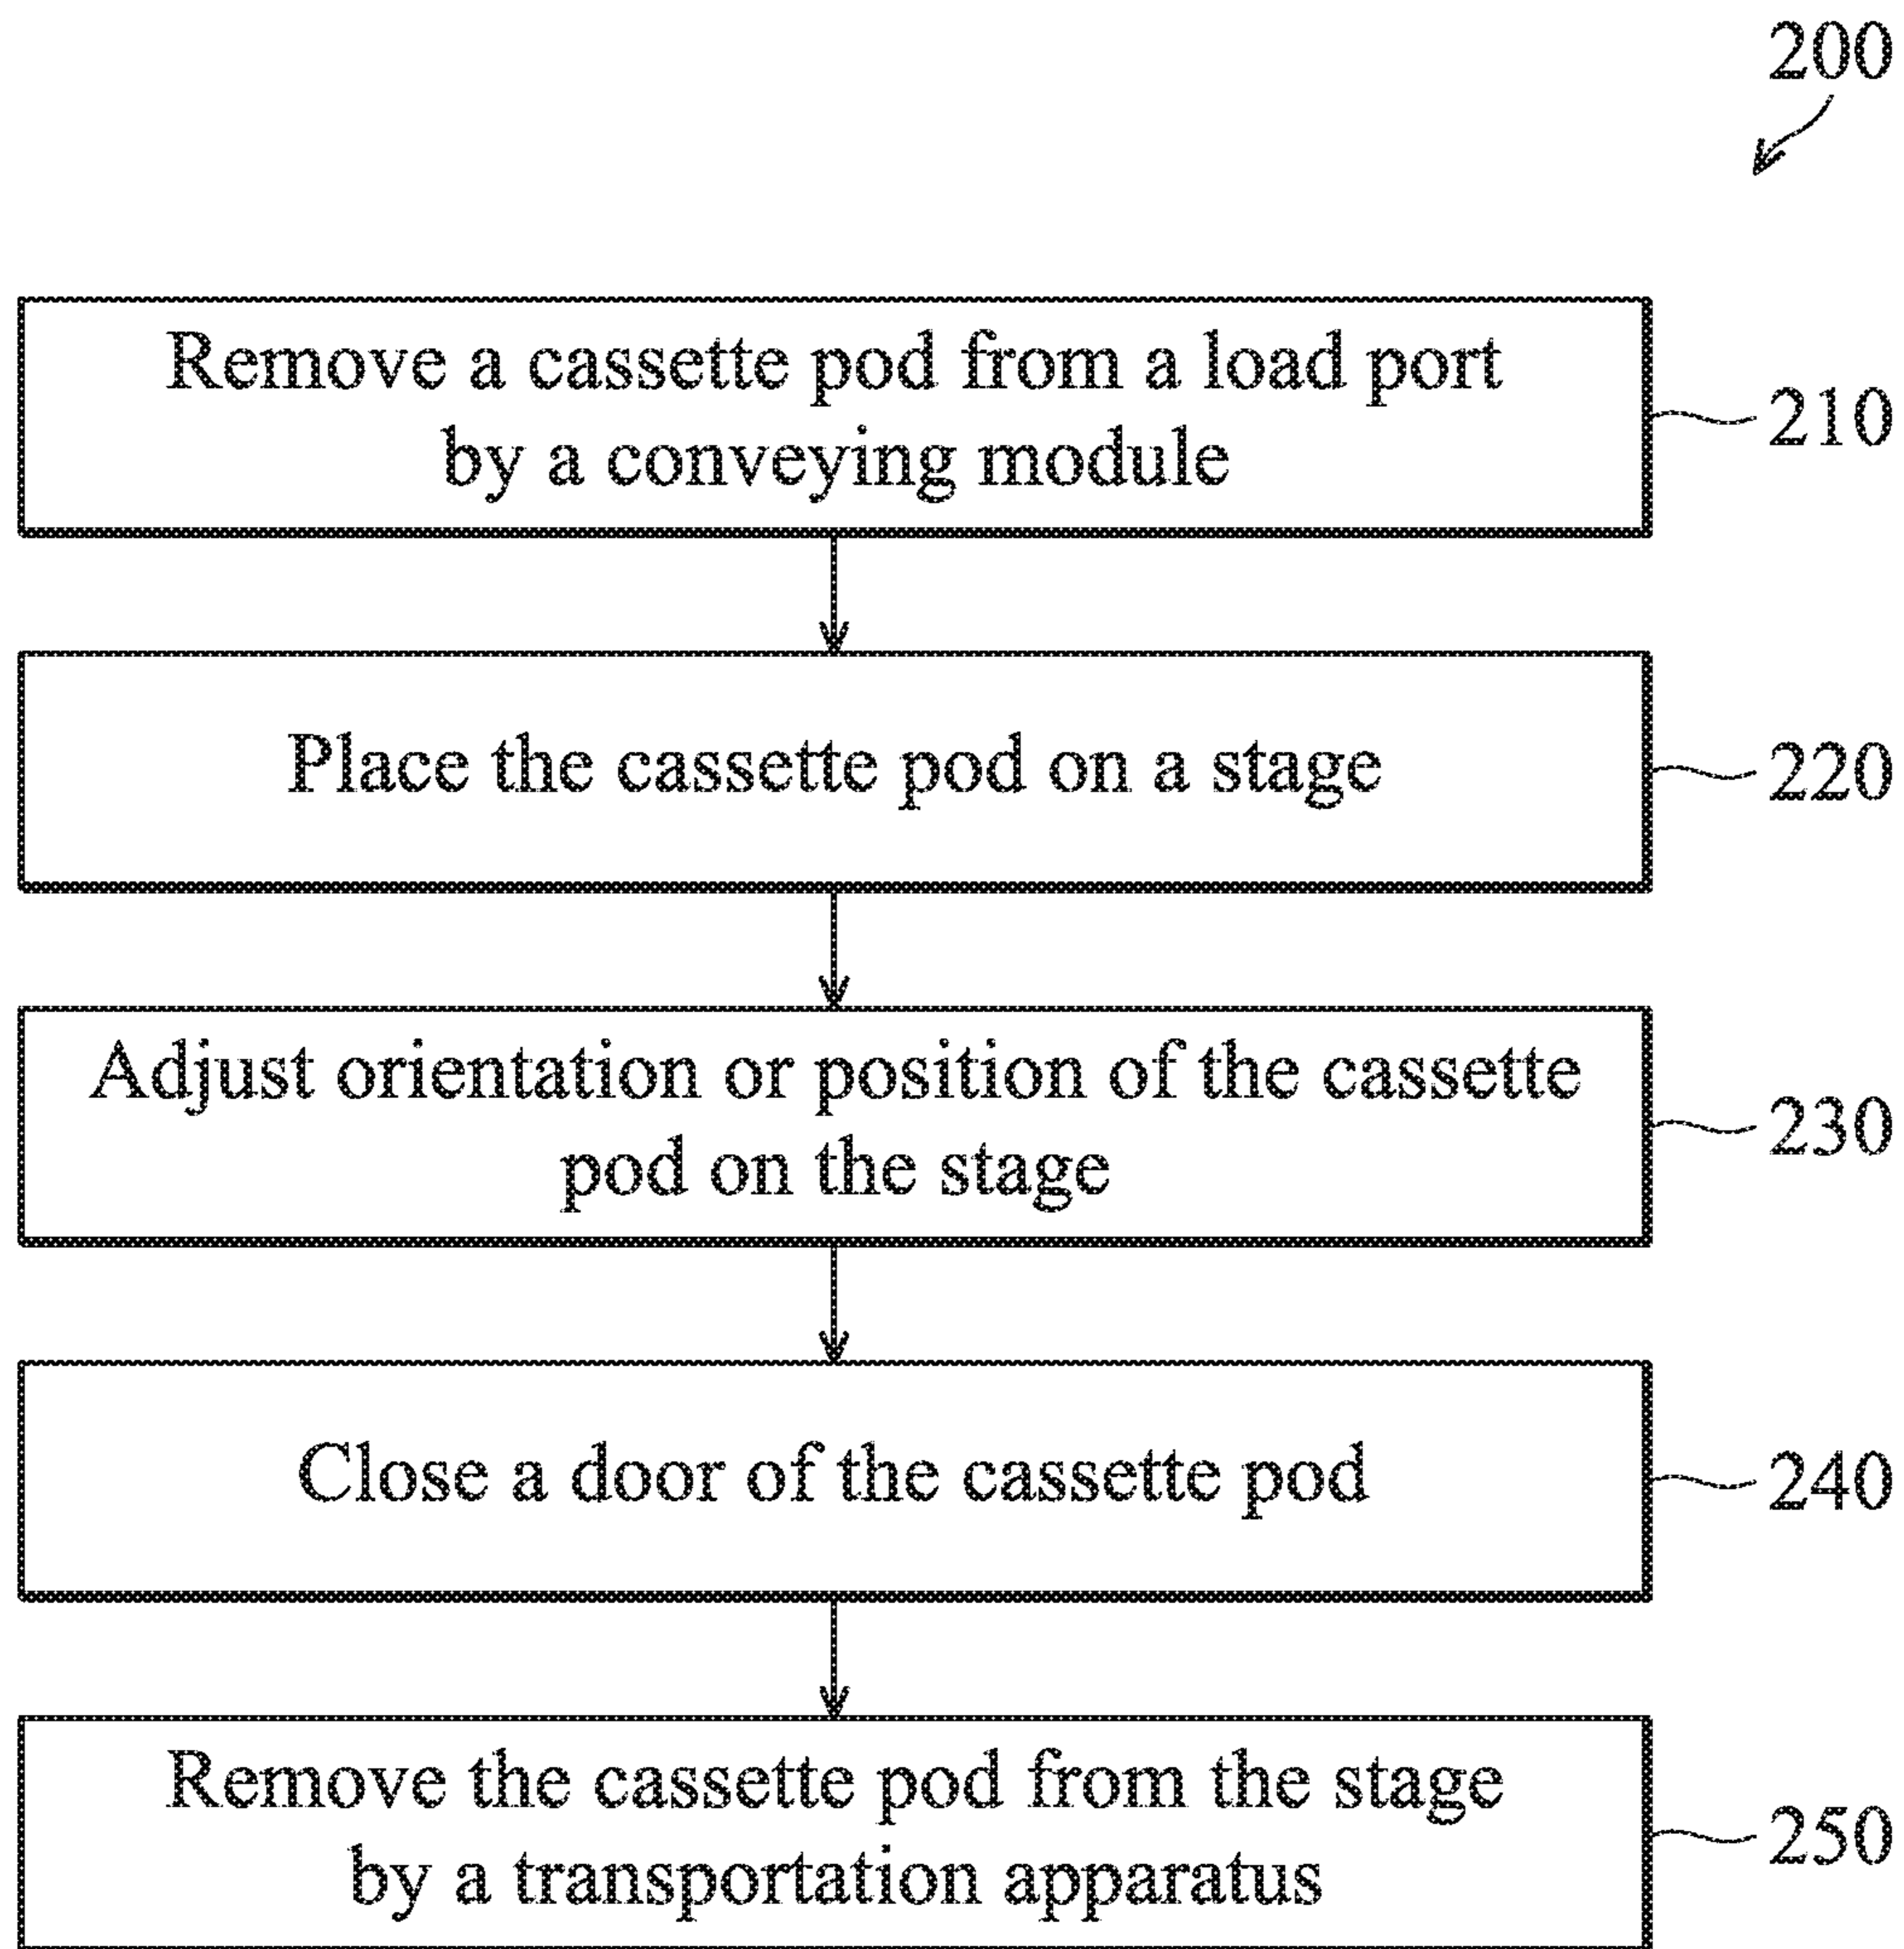 200
Remove a cassette pod from a load port
by a conveying module
210
Place the cassette pod on a stage
220
Adjust orientation or position of the cassette
pod on the stage
230
Close a door of the cassette pod
240
Remove the cassette pod from the stage
by a transportation apparatus
250